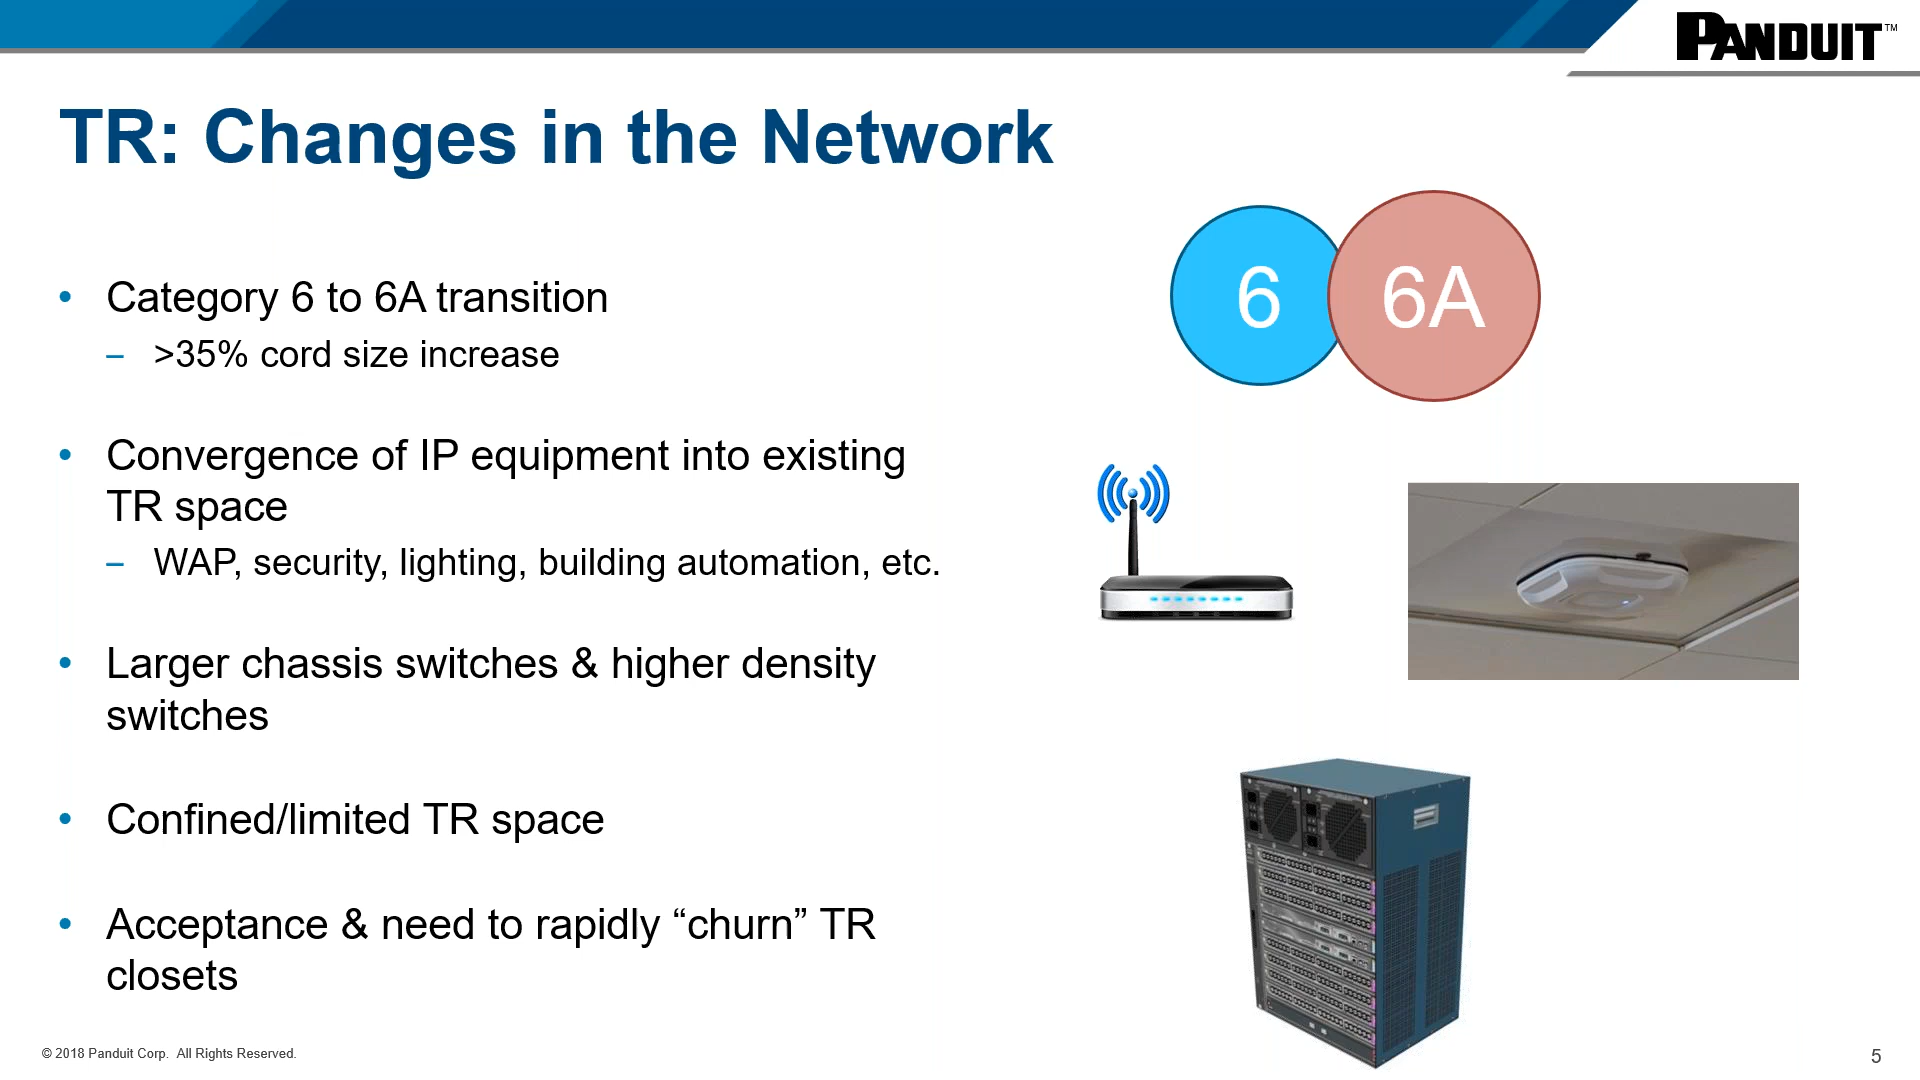 PANDUIT™
TR: Changes in the Network
• Category 6 to 6A transition
– >35% cord size increase
• Convergence of IP equipment into existing
TR space
– WAP, security, lighting, building automation, etc.
• Larger chassis switches & higher density
switches
• Confined/limited TR space
• Acceptance & need to rapidly “churn” TR
closets
6
6A
© 2018 Panduit Corp. All Rights Reserved.
5